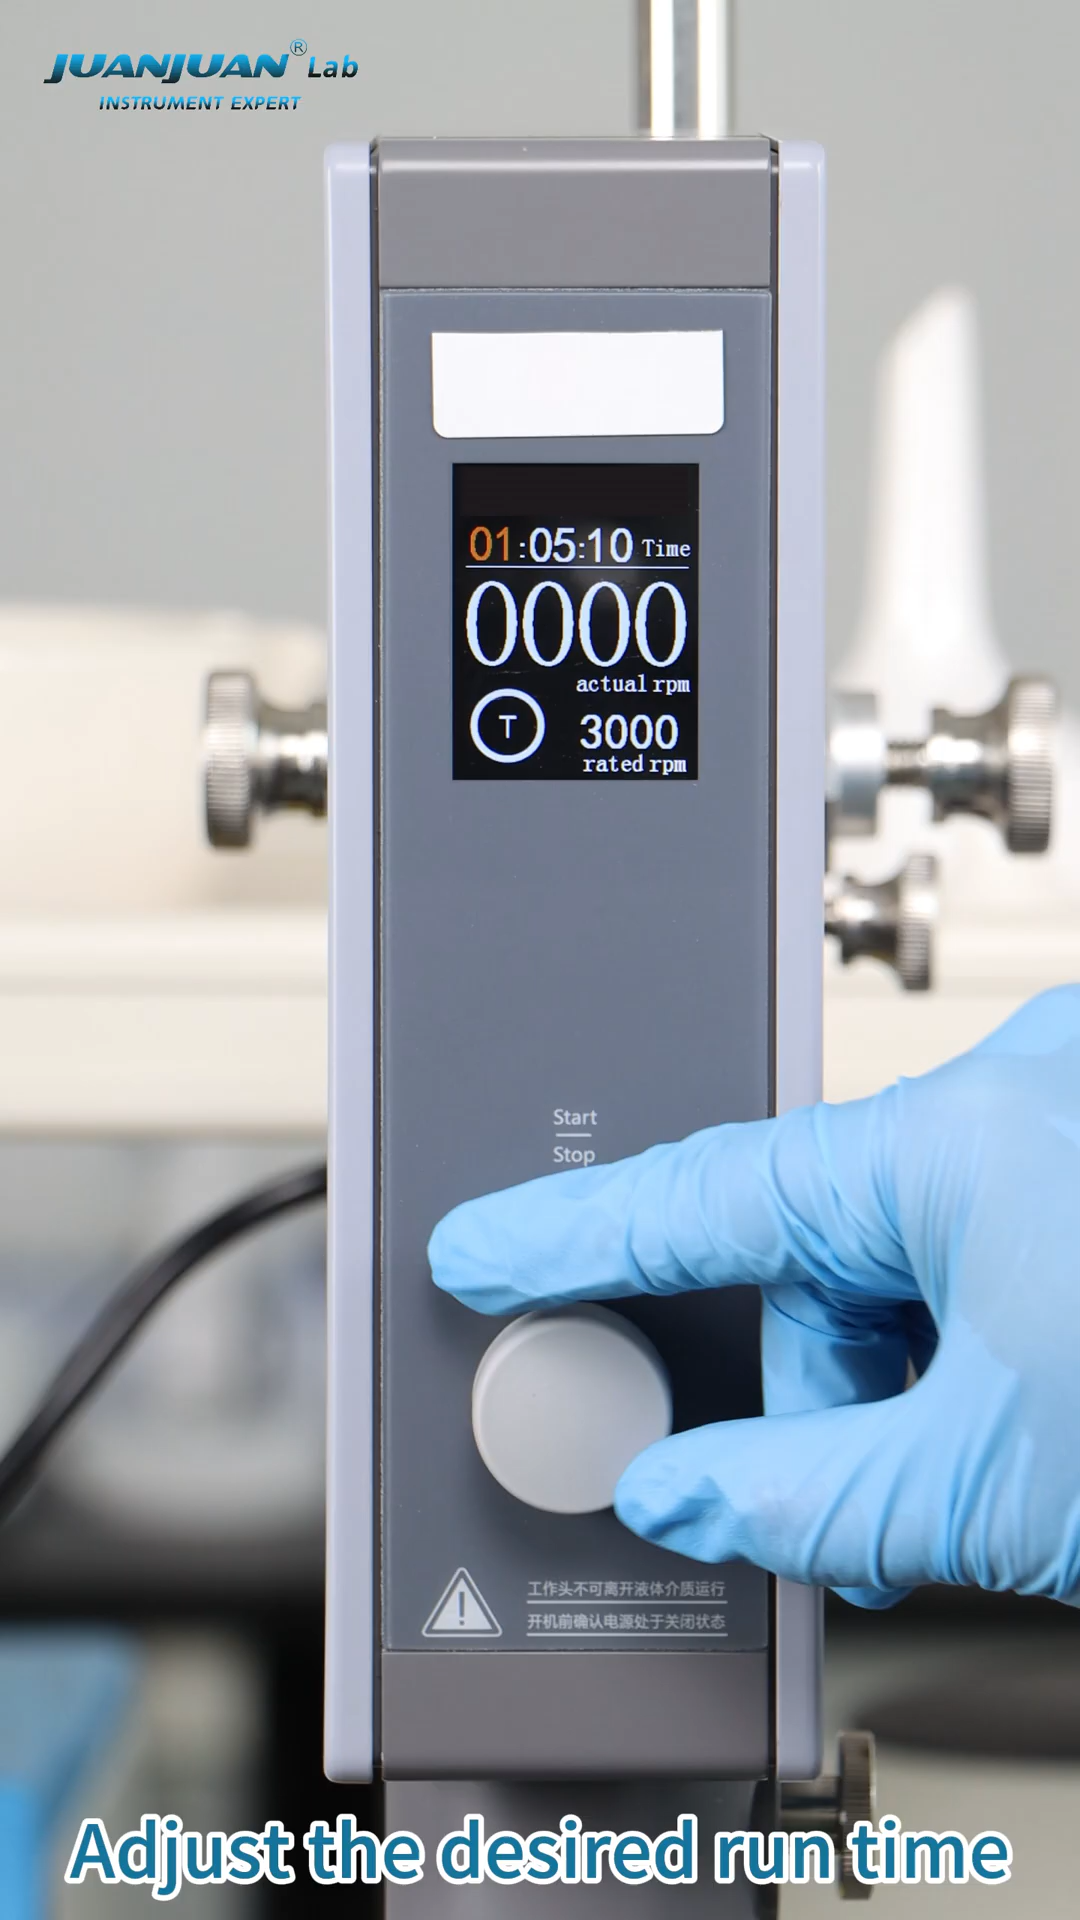 JUANJUAN® Lab
INSTRUMENT EXPERT
01:05:10 Time
0000
actual rpm
T
3000
rated rpm
Start
Stop
工作头不可离开液体介质运行
开机前确认电源处于关闭状态
Adjust the desired run time